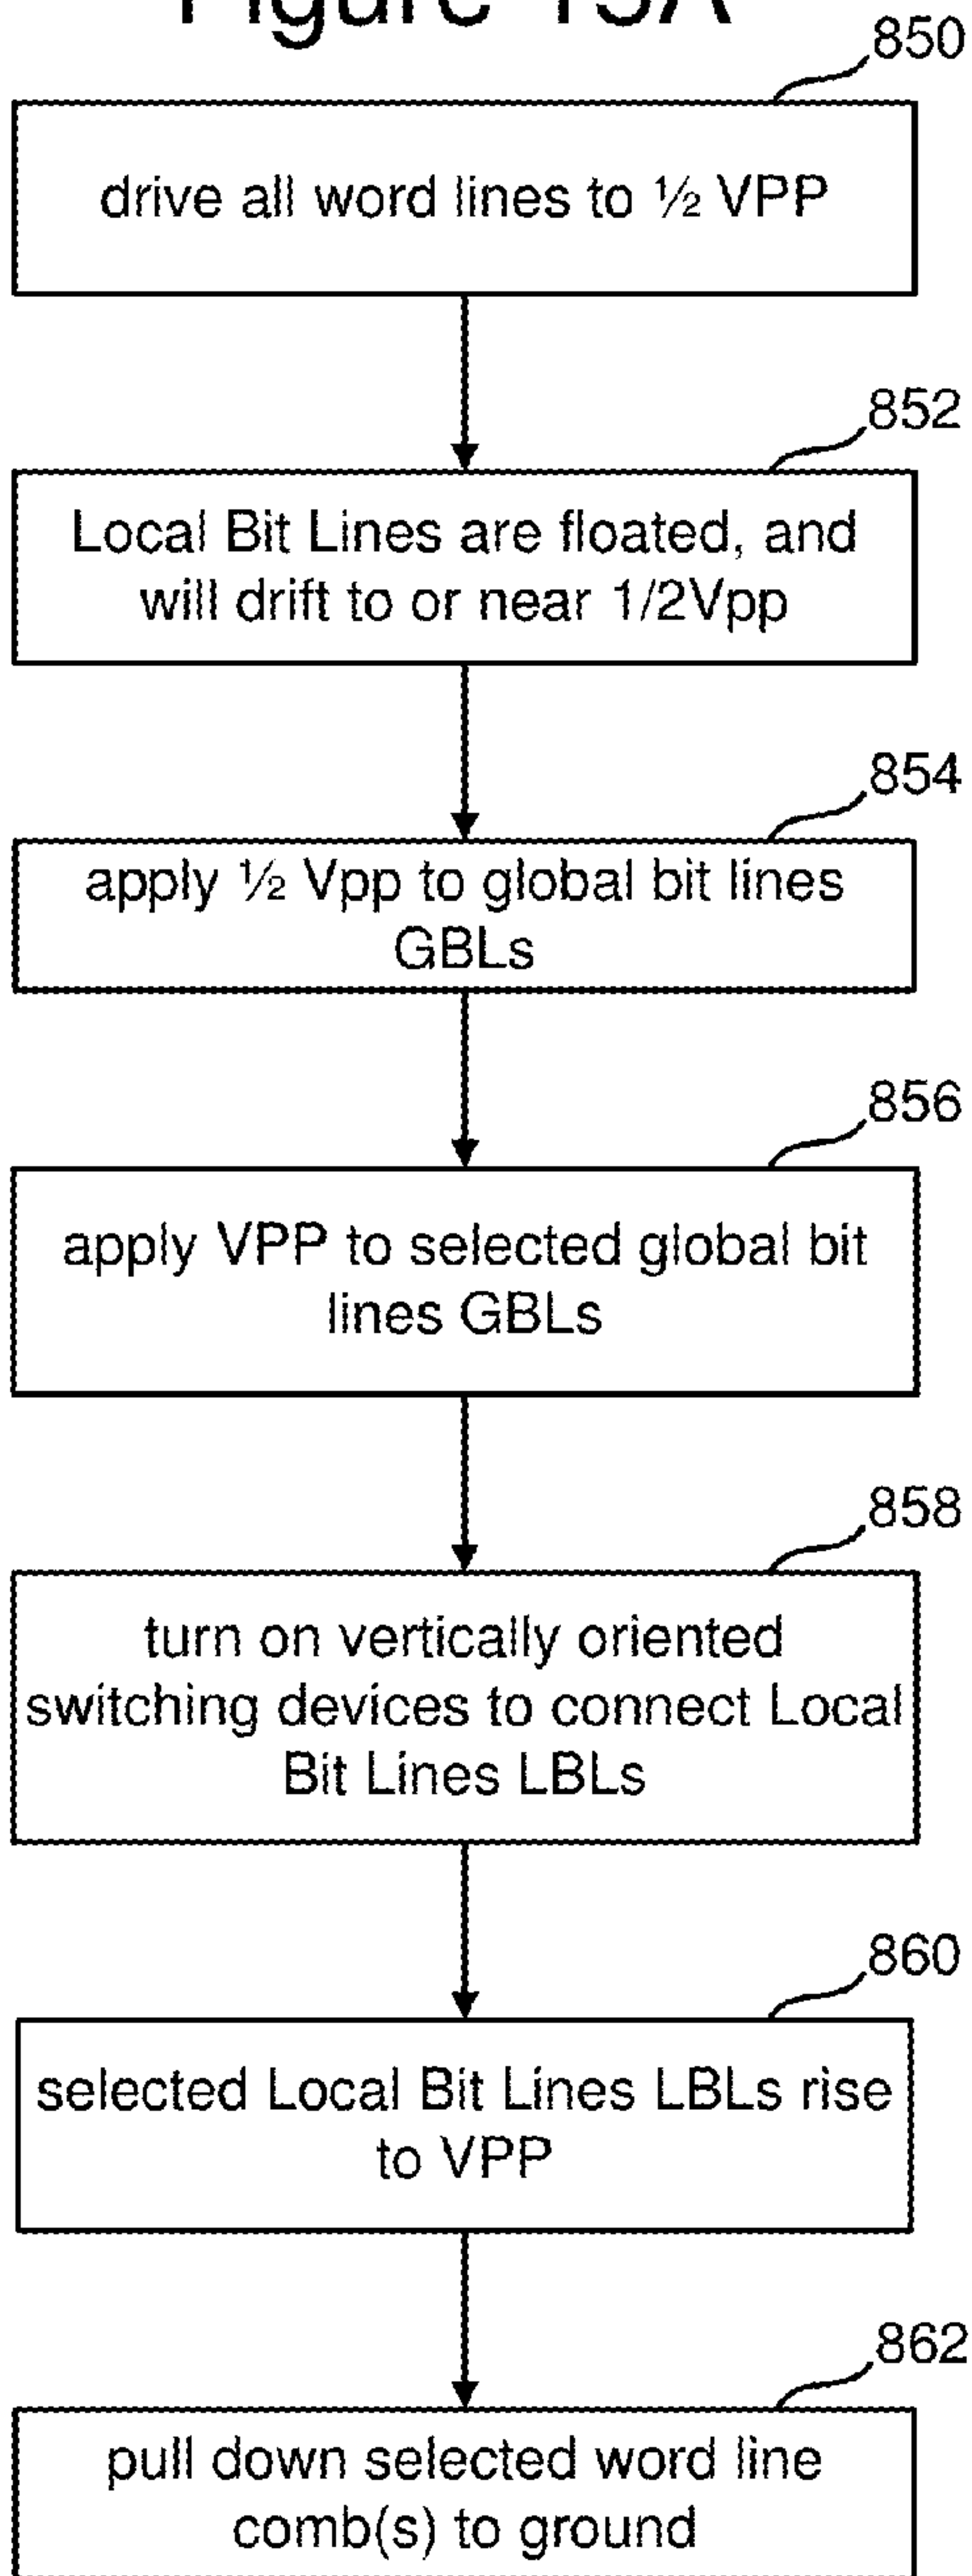 Figure 15A
850
drive all word lines to ½ VPP
852
Local Bit Lines are floated, and
will drift to or near 1/2Vpp
854
apply ½ Vpp to global bit lines
GBLs
856
apply VPP to selected global bit
lines GBLs
858
turn on vertically oriented
switching devices to connect Local
Bit Lines LBLs
860
selected Local Bit Lines LBLs rise
to VPP
862
pull down selected word line
comb(s) to ground